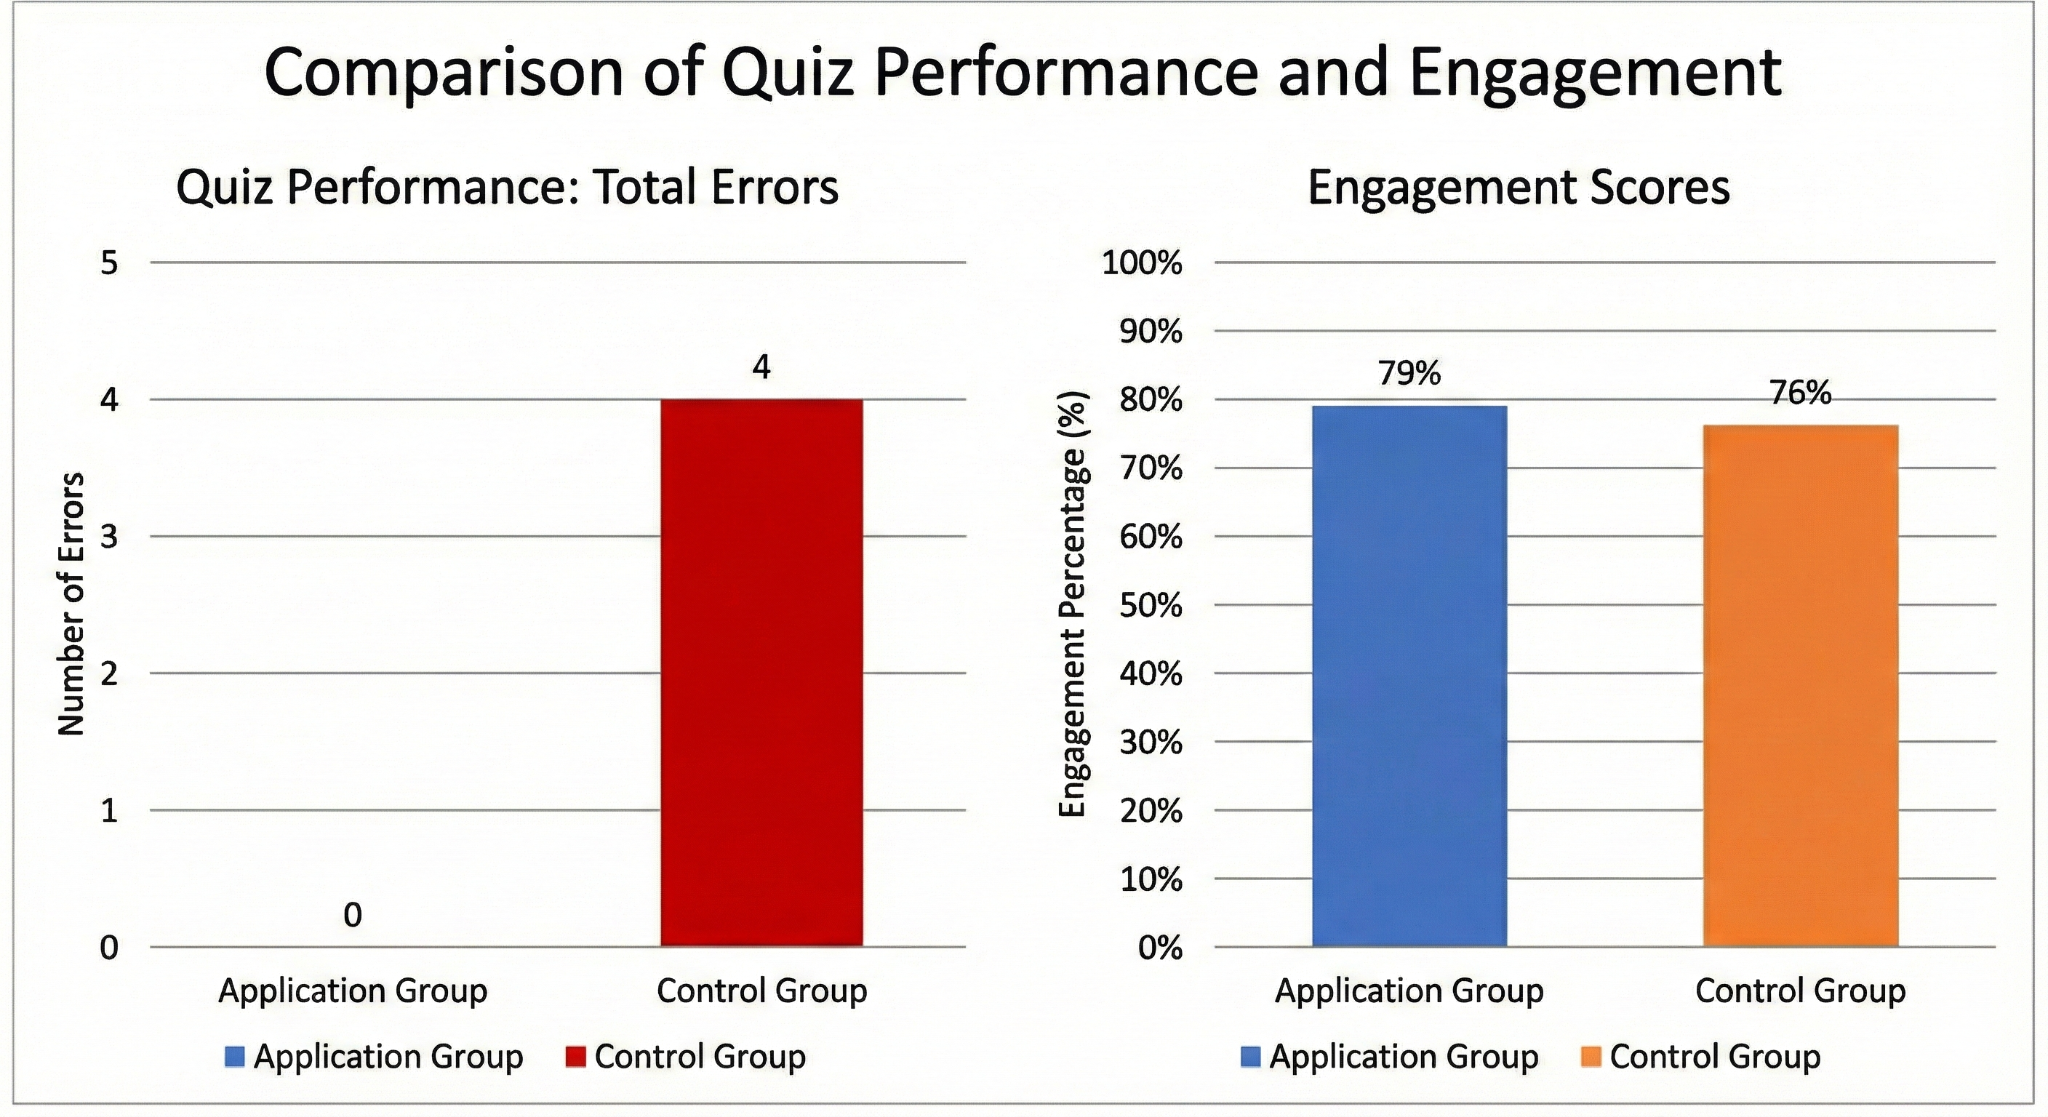 Comparison of Quiz Performance and Engagement
Quiz Performance: Total Errors
Number of Errors
5
4
3
2
1
0
4
0
Application Group
Control Group
Application Group
Control Group
Engagement Scores
Engagement Percentage (%)
100%
90%
80%
70%
60%
50%
40%
30%
20%
10%
0%
79%
76%
Application Group
Control Group
Application Group
Control Group